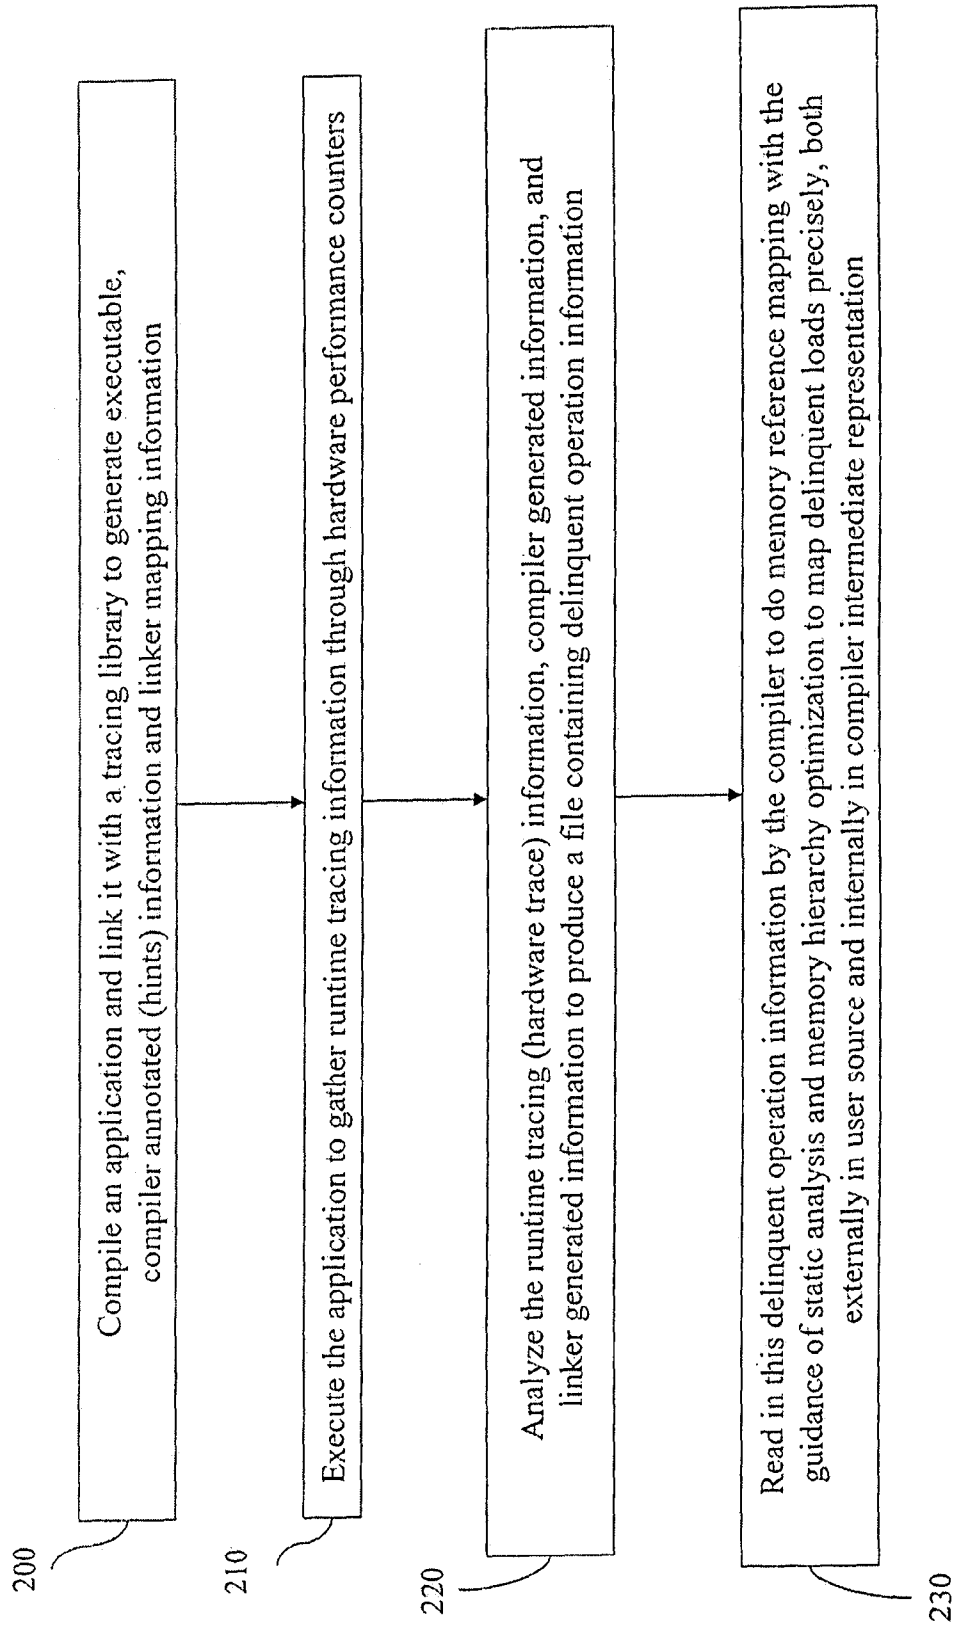 200
Compile an application and link it with a tracing library to generate executable,
compiler annotated (hints) information and linker mapping information
210
Execute the application to gather runtime tracing information through hardware performance counters
220
Analyze the runtime tracing (hardware trace) information, compiler generated information, and
linker generated information to produce a file containing delinquent operation information
230
Read in this delinquent operation information by the compiler to do memory reference mapping with the
guidance of static analysis and memory hierarchy optimization to map delinquent loads precisely, both
externally in user source and internally in compiler intermediate representation